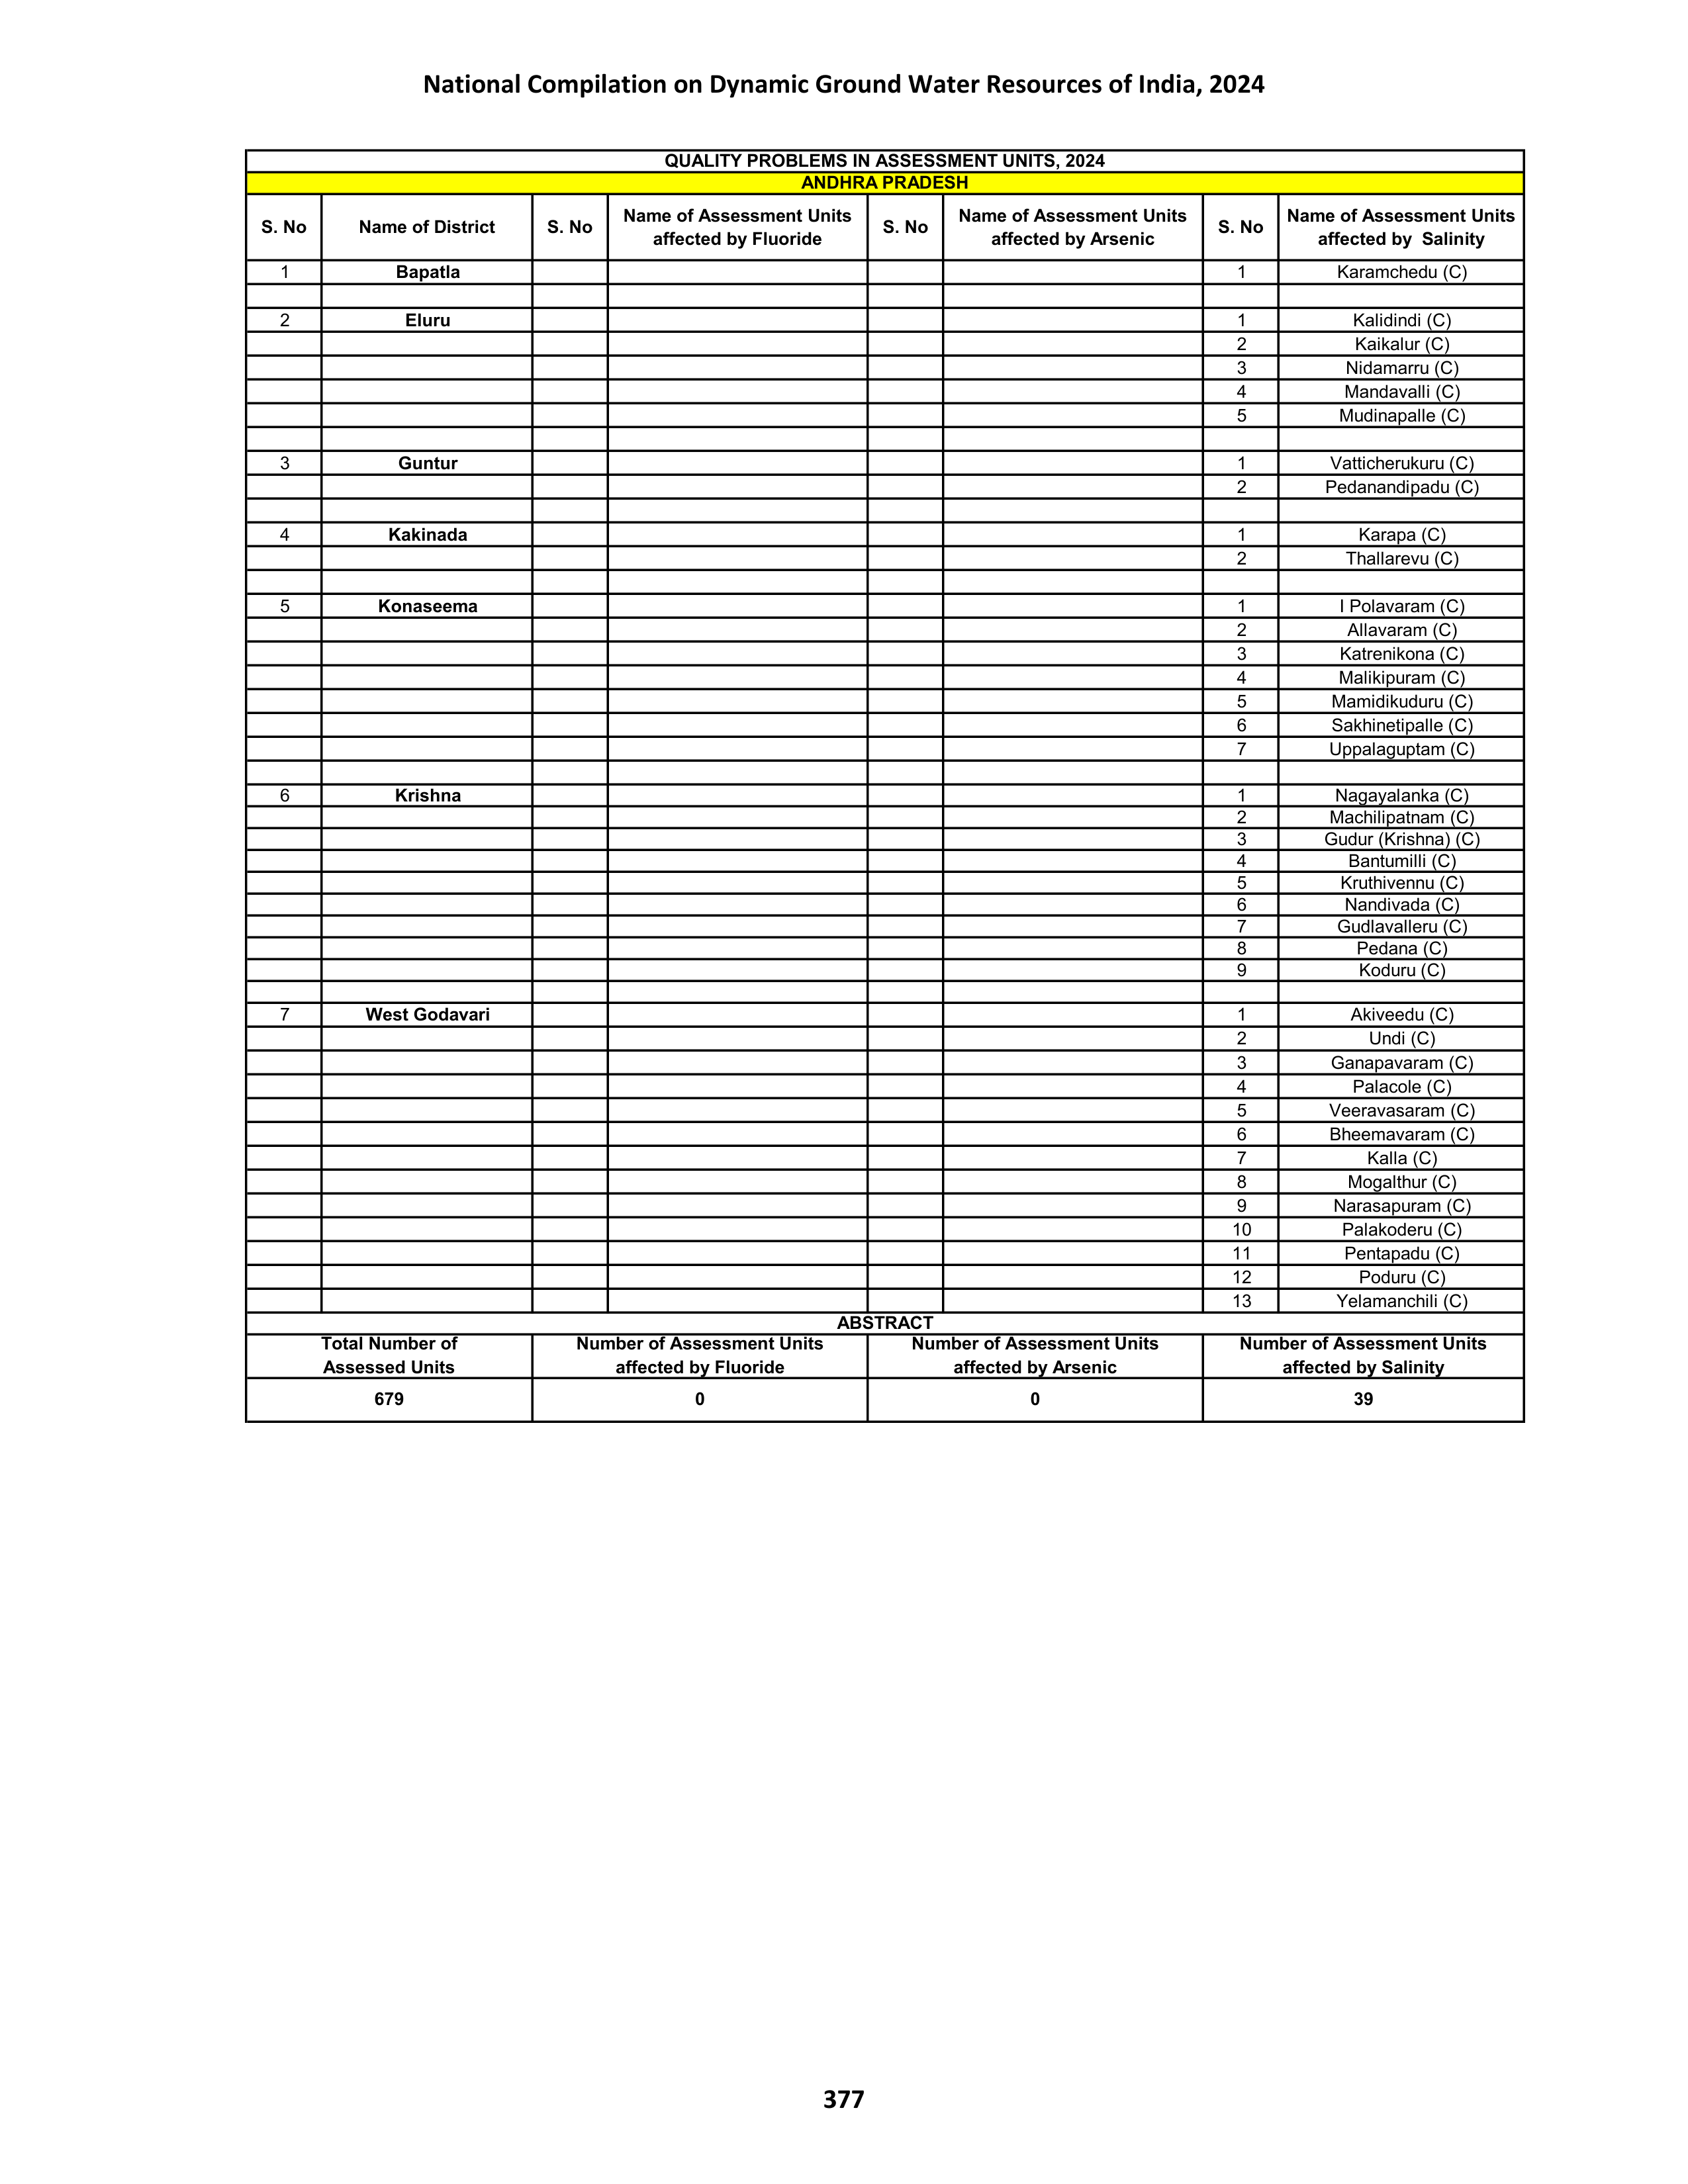 National Compilation on Dynamic Ground Water Resources of India, 2024
QUALITY PROBLEMS IN ASSESSMENT UNITS, 2024
ANDHRA PRADESH
S. No Name of District S. No Name of Assessment Units affected by Fluoride S. No Name of Assessment Units affected by Arsenic S. No Name of Assessment Units affected by Salinity
1 Bapatla 1 Karamchedu (C)
2 Eluru 1 Kalidindi (C)
2 Kaikalur (C)
3 Nidamarru (C)
4 Mandavalli (C)
5 Mudinapalle (C)
3 Guntur 1 Vatticherukuru (C)
2 Pedanandipadu (C)
4 Kakinada 1 Karapa (C)
2 Thallarevu (C)
5 Konaseema 1 I Polavaram (C)
2 Allavaram (C)
3 Katrenikona (C)
4 Malikipuram (C)
5 Mamidikuduru (C)
6 Sakhinetipalle (C)
7 Uppalaguptam (C)
6 Krishna 1 Nagayalanka (C)
2 Machilipatnam (C)
3 Gudur (Krishna) (C)
4 Bantumilli (C)
5 Kruthivennu (C)
6 Nandivada (C)
7 Gudlavalleru (C)
8 Pedana (C)
9 Koduru (C)
7 West Godavari 1 Akiveedu (C)
2 Undi (C)
3 Ganapavaram (C)
4 Palacole (C)
5 Veeravasaram (C)
6 Bheemavaram (C)
7 Kalla (C)
8 Mogalthur (C)
9 Narasapuram (C)
10 Palakoderu (C)
11 Pentapadu (C)
12 Poduru (C)
13 Yelamanchili (C)
ABSTRACT
Total Number of Assessed Units Number of Assessment Units affected by Fluoride Number of Assessment Units affected by Arsenic Number of Assessment Units affected by Salinity
679 0 0 39
377